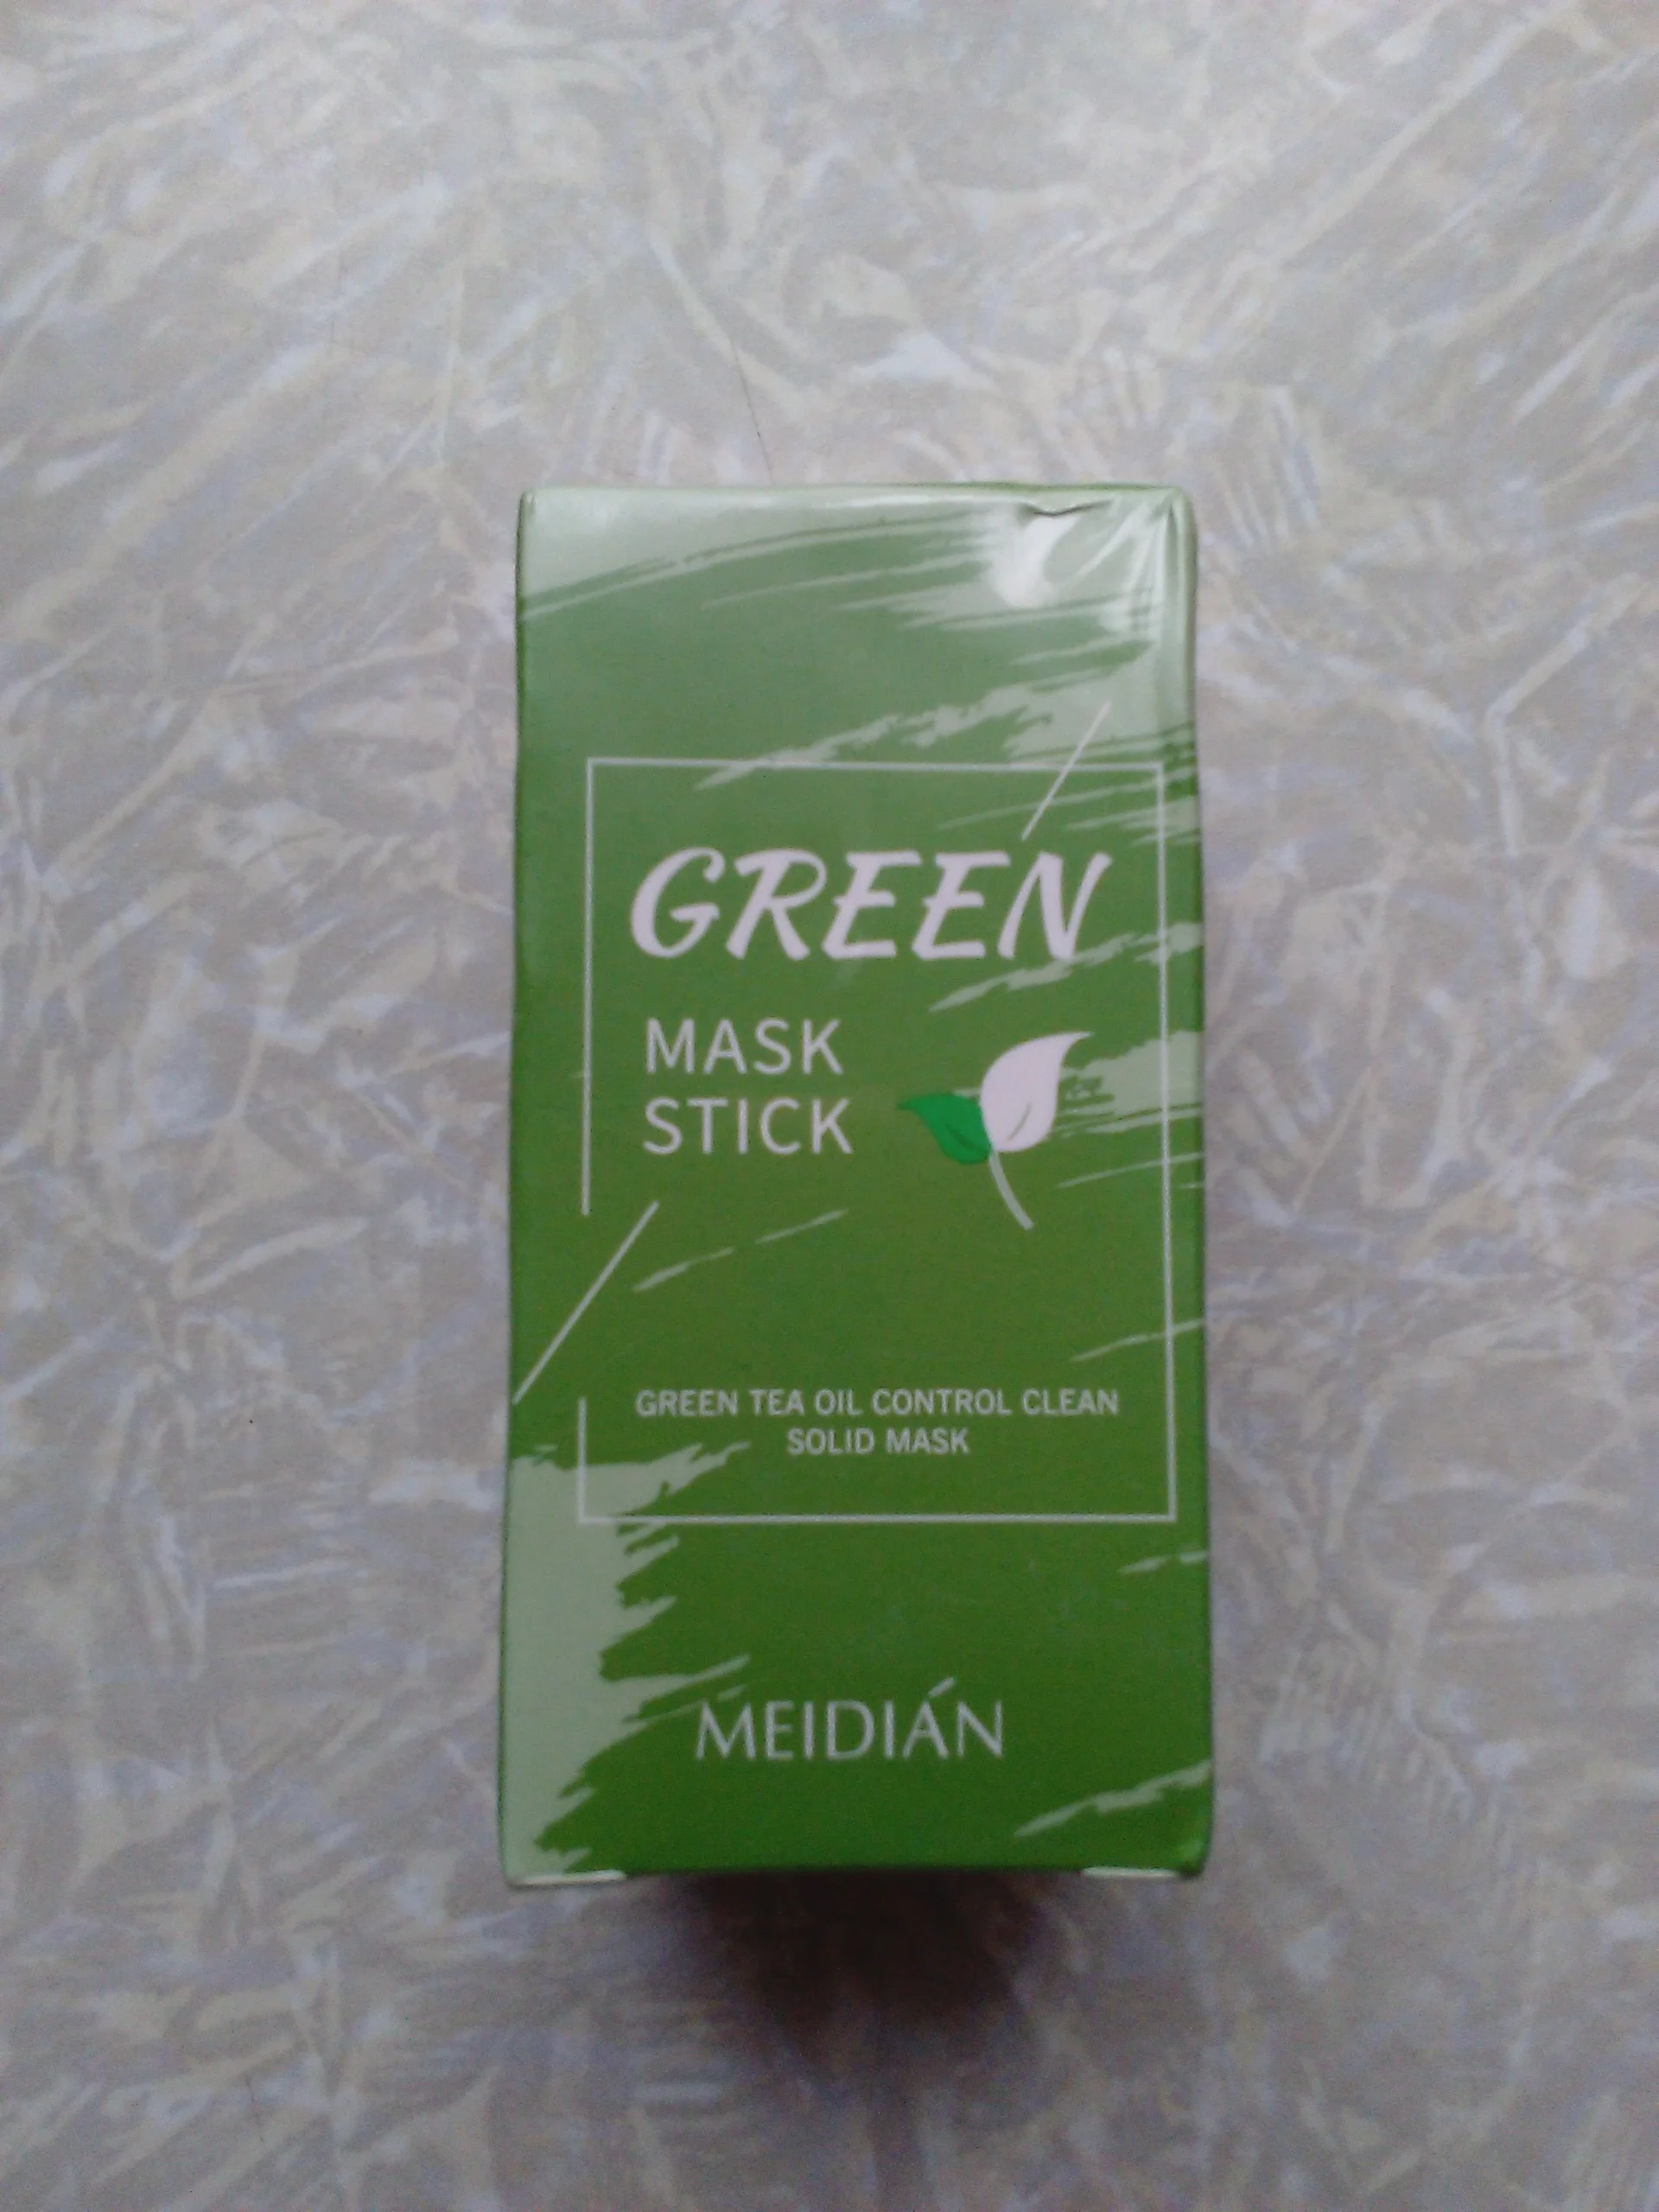 GREEN
MASK
STICK
GREEN TEA OIL CONTROL CLEAN
SOLID MASK
MEIDIÁN